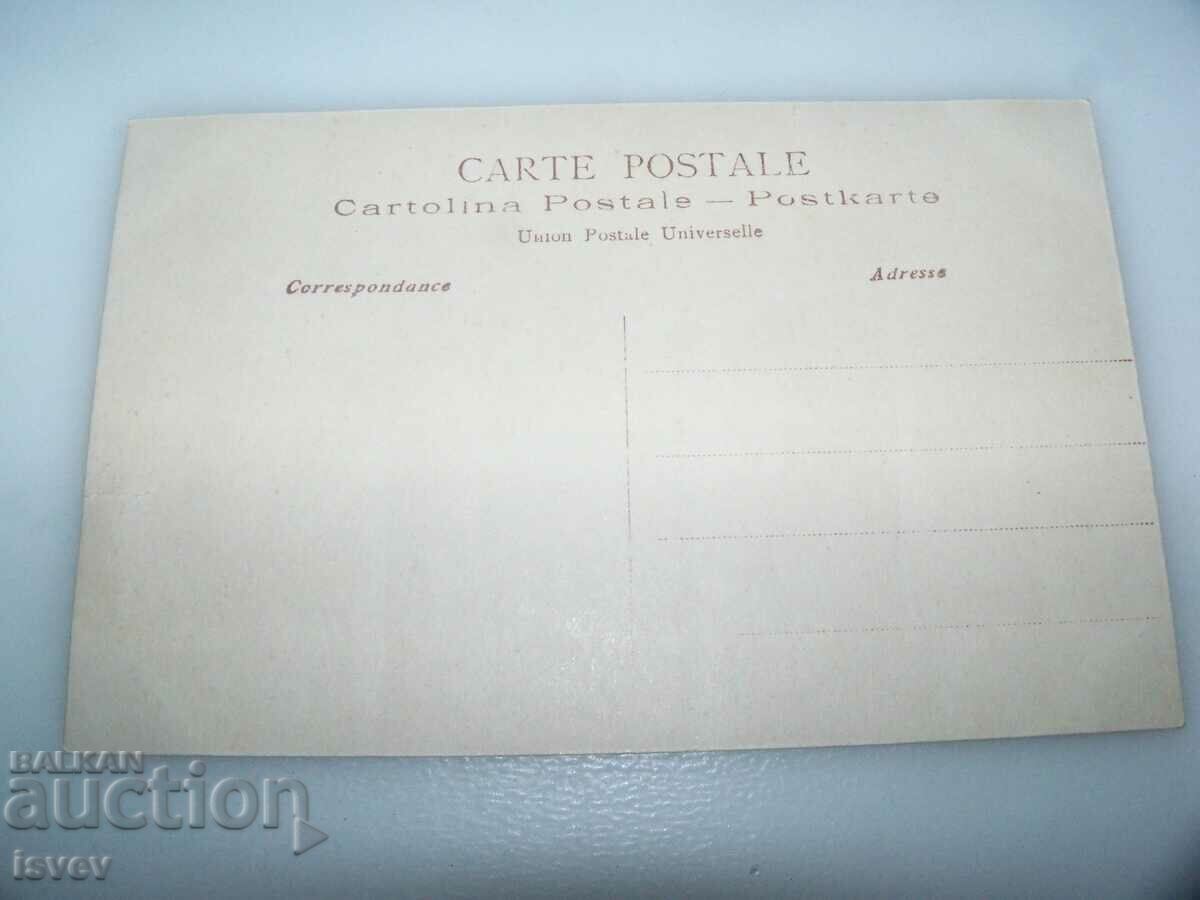 CARTE POSTALE
Cartolina Postale — Postkarte
Union Postale Universelle
Correspondance
Adresse
BALKAN
auction
isvev